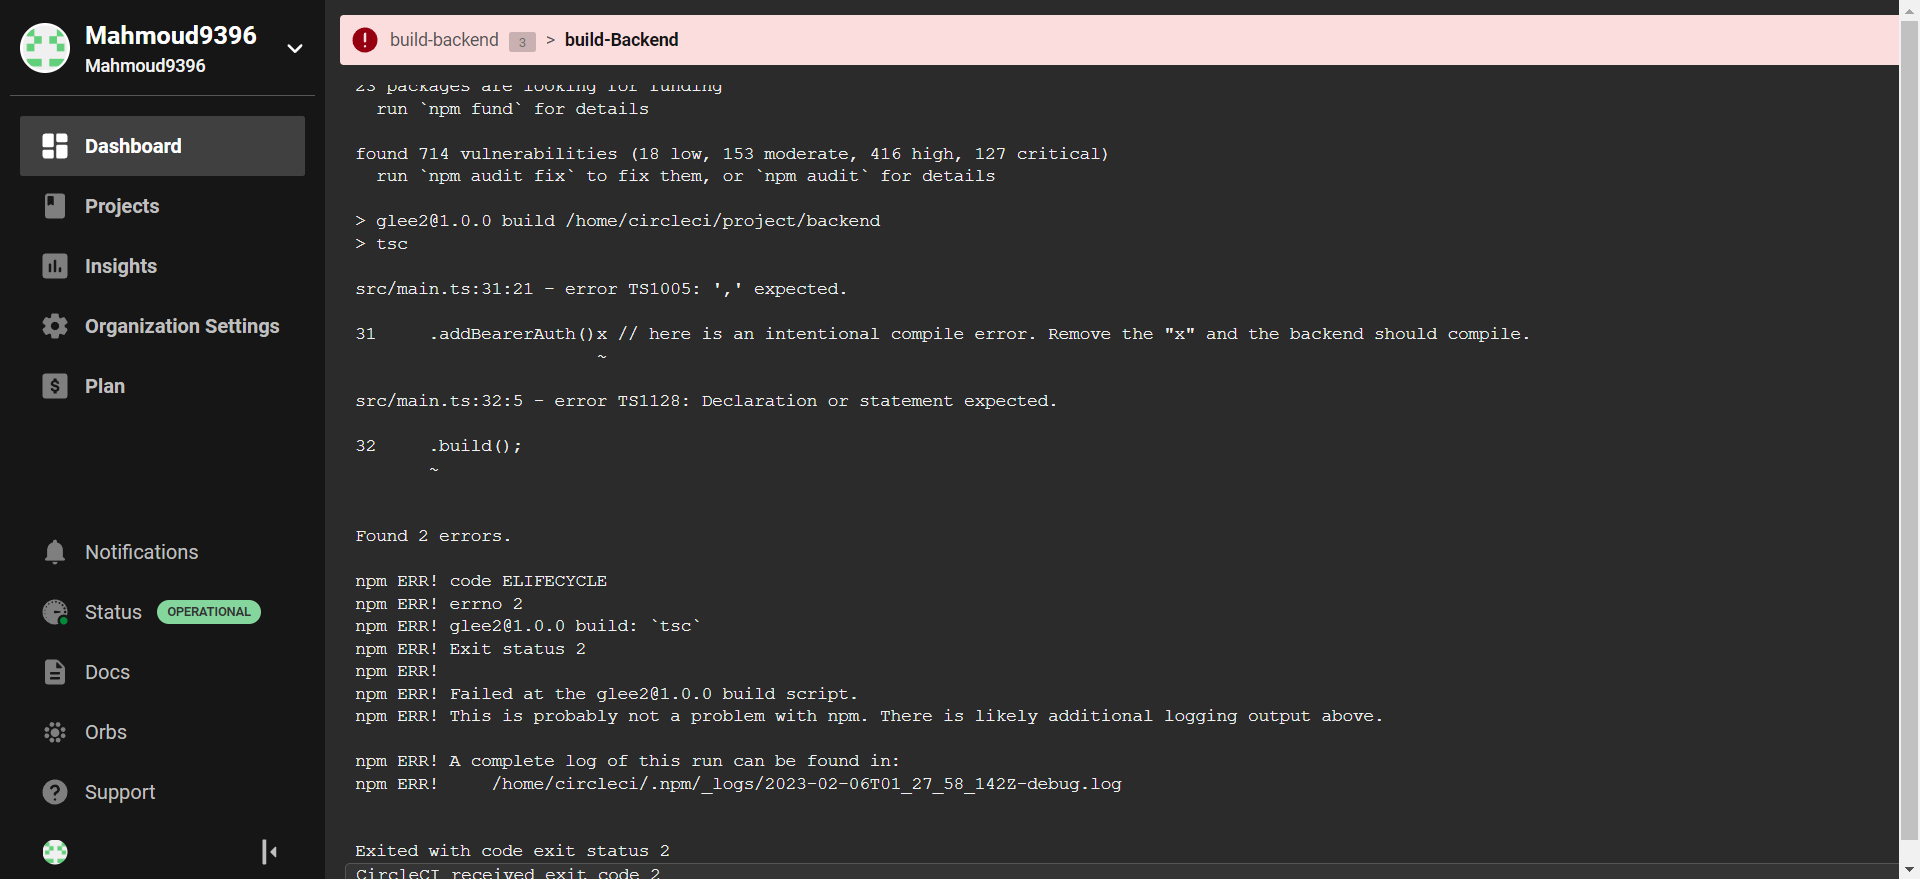 Mahmoud9396
Mahmoud9396
Dashboard
Projects
Insights
Organization Settings
Plan
Notifications
Status OPERATIONAL
Docs
Orbs
Support
build-backend 3 > build-Backend
23 packages are looking for funding
run `npm fund` for details
found 714 vulnerabilities (18 low, 153 moderate, 416 high, 127 critical)
run `npm audit fix` to fix them, or `npm audit` for details
> glee2@1.0.0 build /home/circleci/project/backend
> tsc
src/main.ts:31:21 - error TS1005: ',' expected.
31 .addBearerAuth()x // here is an intentional compile error. Remove the "x" and the backend should compile.
~
src/main.ts:32:5 - error TS1128: Declaration or statement expected.
32 .build();
~
Found 2 errors.
npm ERR! code ELIFECYCLE
npm ERR! errno 2
npm ERR! glee2@1.0.0 build: `tsc`
npm ERR! Exit status 2
npm ERR!
npm ERR! Failed at the glee2@1.0.0 build script.
npm ERR! This is probably not a problem with npm. There is likely additional logging output above.
npm ERR! A complete log of this run can be found in:
npm ERR! /home/circleci/.npm/_logs/2023-02-06T01_27_58_142Z-debug.log
Exited with code exit status 2
CircleCI received exit code 2